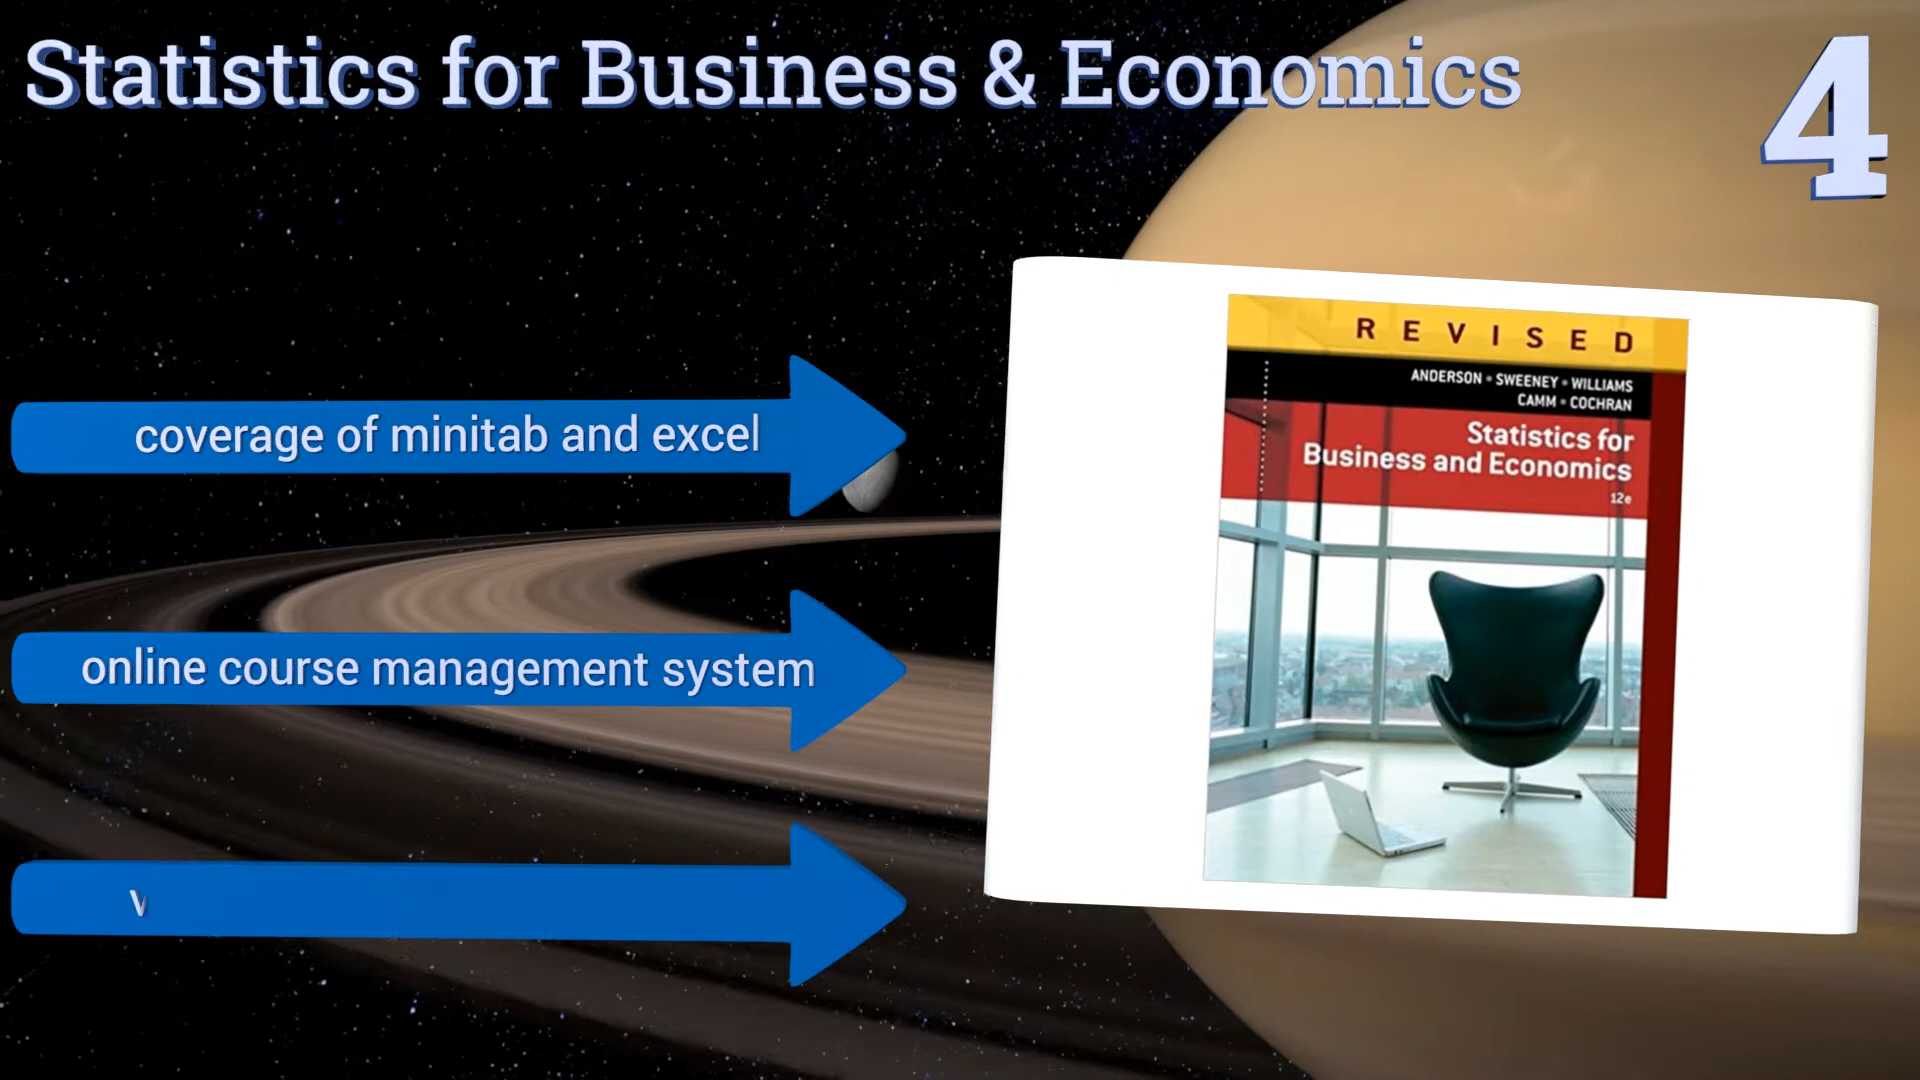 Statistics for Business & Economics
4
coverage of minitab and excel
online course management system
REVISED
ANDERSON • SWEENEY • WILLIAMS
CAMM • COCHRAN
Statistics for
Business and Economics
12e